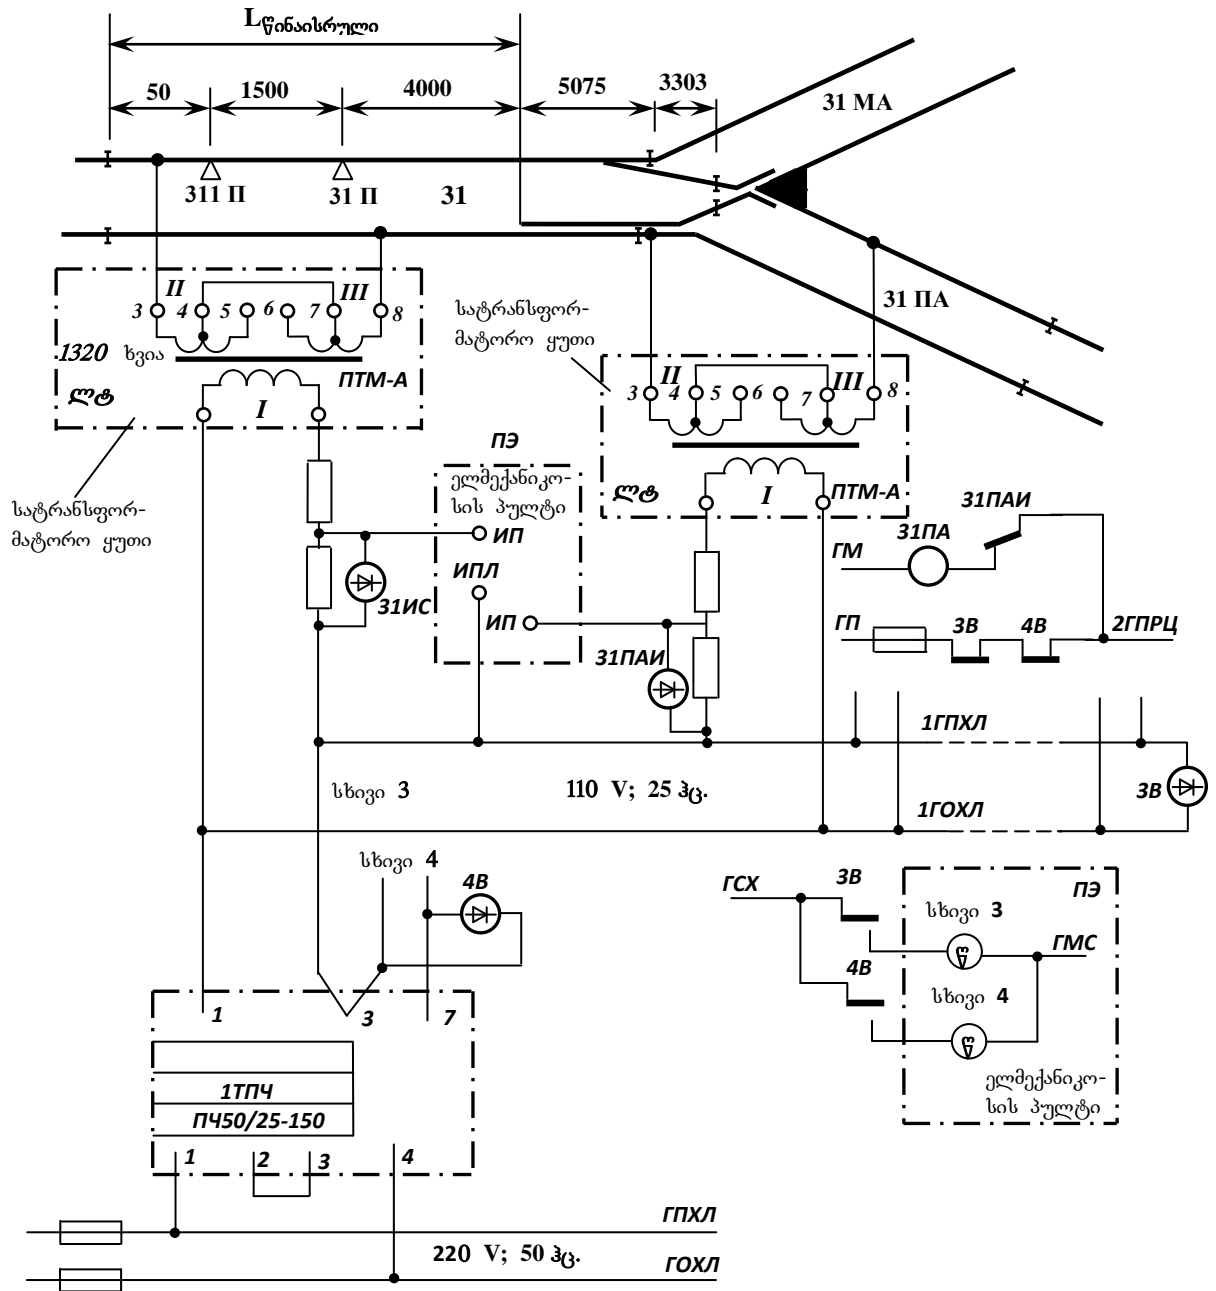 Lწინაისრული
50
1500
4000
5075
3303
31 МА
311 П
31 П
31
31 ПА
II
III
3
4
5
6
7
8
1320 ხვია
ПТМ-А
ლტ
I
სატრანსფორ-
მატორო ყუთი
სატრანსფორ-
მატორო ყუთი
II
III
3
4
5
6
7
8
ლტ
I
ПТМ-А
ПЭ
ელმექანიკო-
სის პულტი
ИП
ИПЛ
ИП
31ИС
31ПАИ
31ПАИ
31ПА
ГМ
ГП
3В
4В
2ГПРЦ
1ГПХЛ
სხივი 3
110 V; 25 ჰც.
3В
1ГОХЛ
სხივი 4
4В
ГСХ
3В
ПЭ
სხივი 3
წ
ГМС
4В
სხივი 4
წ
ელმექანიკო-
სის პულტი
1
3
7
1ТПЧ
ПЧ50/25-150
1
2
3
4
ГПХЛ
220 V; 50 ჰც.
ГОХЛ